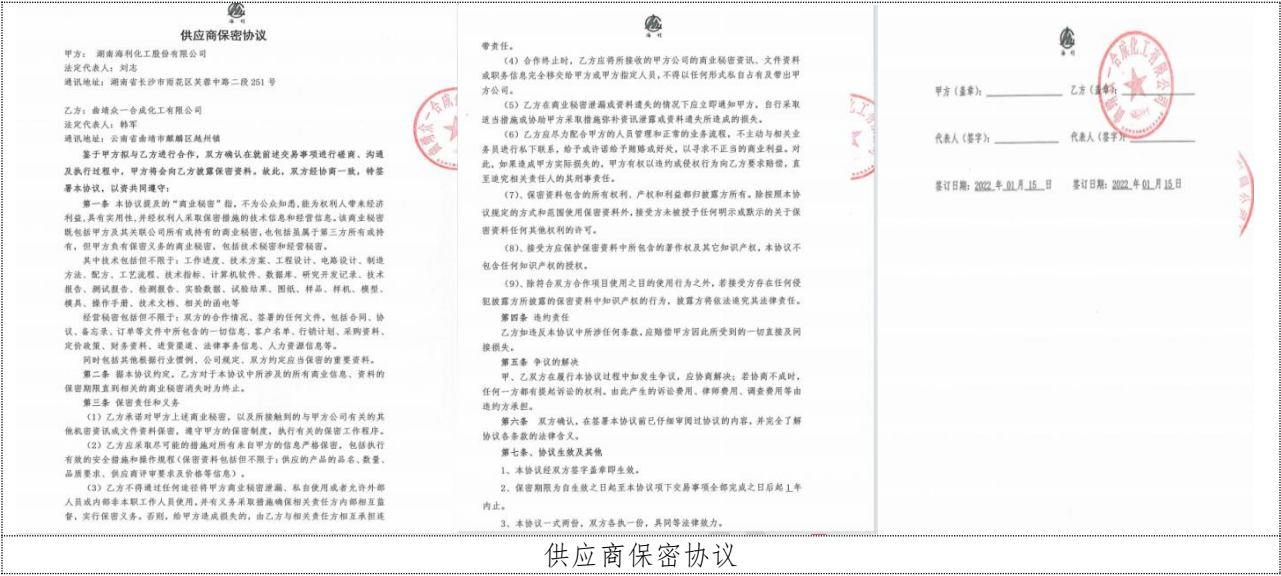 海利
供应商保密协议
甲方： 湖南海利化工股份有限公司
法定代表人：刘志
通讯地址：湖南省长沙市雨花区芙蓉中路二段 251 号
乙方：曲靖众一合成化工有限公司
法定代表人：韩军
通讯地址：云南省曲靖市麒麟区越州镇
鉴于甲方拟与乙方进行合作，双方确认在就前述交易事项进行磋商、沟通
及执行过程中，甲方将会向乙方披露保密资料。故此，双方经协商一致，特签
署本协议，以资共同遵守：
第一条 本协议提及的“商业秘密”指，不为公众知悉，能为权利人带来经济
利益，具有实用性，并经权利人采取保密措施的技术信息和经营信息。该商业秘密
既包括甲方及其关联公司所有或持有的商业秘密，也包括虽属于第三方所有或持
有，但甲方负有保密义务的商业秘密，包括技术秘密和经营秘密。
其中技术包括但不限于：工作进度、技术方案、工程设计、电路设计、制造
方法、配方、工艺流程、技术指标、计算机软件、数据库、研究开发记录、技术
报告、测试报告、检测报告、实验数据、试验结果、图纸、样品、样机、模型、
模具、操作手册、技术文档、相关的函电等
经营秘密包括但不限于：双方的合作情况、签署的任何文件，包括合同、协
议、备忘录、订单等文件中所包含的一切信息、客户名单、行销计划、采购资料、
定价政策、财务资料、进货渠道、法律事务信息、人力资源信息等。
同时包括其他根据行业惯例、公司规定、双方约定应当保密的重要资料。
第二条 据本协议约定，乙方对于本协议中所涉及的所有商业信息、资料的
保密期限直到相关的商业秘密消失时为终止。
第三条 保密责任和义务
（1）乙方承诺对甲方上述商业秘密，以及所接触到的与甲方公司有关的其
他机密资讯或文件资料保密，遵守甲方的保密制度，执行有关的保密工作程序。
（2）乙方应采取尽可能的措施对所有来自甲方的信息严格保密，包括执行
有效的安全措施和操作规程（保密资料包括但不限于：供应的产品的品名、数量、
品质要求、供应商评审要求及价格等信息）。
（3）乙方不得通过任何途径将甲方商业秘密泄漏、私自使用或者允许外部
人员或内部非本职工作人员使用，并有义务采取措施确保相关责任方内部相互监
督，实行保密义务。否则，给甲方造成损失的，由乙方与相关责任方相互承担连
海利
带责任。
（4）合作终止时，乙方应将所接收的甲方公司的商业秘密资讯、文件资料
或职务信息完全移交给甲方或甲方指定人员，不得以任何形式私自占有及带出甲
方公司。
（5）乙方在商业秘密泄漏或资料遗失的情况下应立即通知甲方，自行采取
适当措施或协助甲方采取措施弥补资讯泄露或资料遗失所造成的损失。
（6）乙方应尽力配合甲方的人员管理和正常的业务流程，不主动与相关业
务员进行私下联系，给予或许诺给予贿赂或好处，以寻求不正当的商业利益。对
此，如果造成甲方实际损失的，甲方有权以违约或侵权行为向乙方要求赔偿，直
至追究相关责任人的其刑事责任。
（7）、保密资料包含的所有权利、产权和利益都归披露方所有。除按照本协
议规定的方式和范围使用保密资料外，接受方未被授予任何明示或默示的关于保
密资料任何其他权利的许可。
（8）、接受方应保护保密资料中所包含的著作权及其它知识产权，本协议不
包含任何知识产权的授权。
（9）、除符合双方合作项目使用之目的使用行为之外，若接受方存在任何侵
犯披露方所披露的保密资料中知识产权的行为，披露方将依法追究其法律责任。
第四条 违约责任
乙方如违反本协议中所涉任何条款，应赔偿甲方因此所受到的一切直接及间
接损失。
第五条 争议的解决
甲、乙双方在履行本协议过程中如发生争议，应协商解决；若协商不成时，
任何一方都有提起诉讼的权利。由此产生的诉讼费用、律师费用、调查费用等由
违约方承担。
第六条 双方确认，在签署本协议前已仔细审阅过协议的内容，并完全了解
协议各条款的法律含义。
第七条、协议生效及其他
1、本协议经双方签字盖章即生效。
2、保密期限为自生效之日起至本协议项下交易事项全部完成之日后起 1 年
内止。
3、本协议一式两份，双方各执一份，具同等法律效力。
海利
甲方（盖章）： 乙方（盖章）：
代表人（签字）： 代表人（签字）：
签订日期：2022 年 01 月 15 日 签订日期：2022 年 01 月 15 日
供应商保密协议